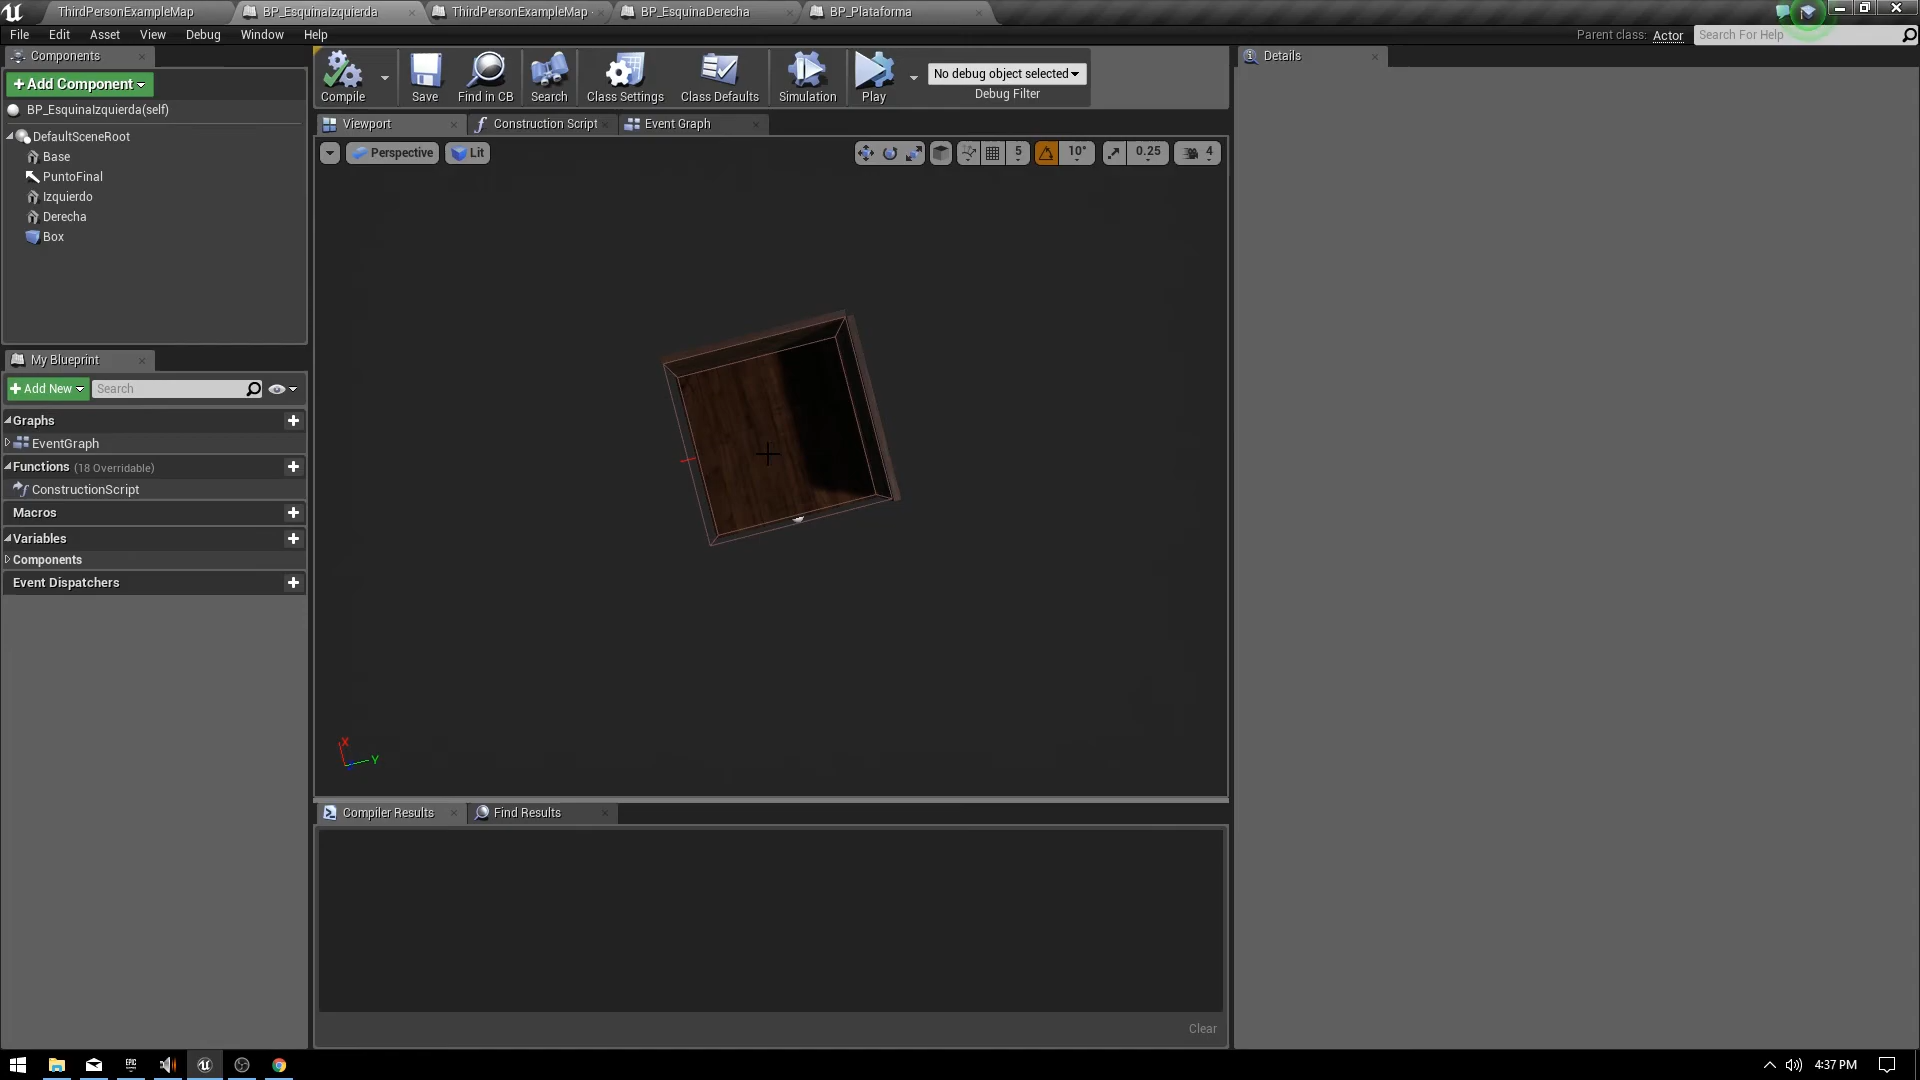 ThirdPersonExampleMap
BP_EsquinaIzquierda
ThirdPersonExampleMap
BP_EsquinaDerecha
BP_Plataforma
File
Edit
Asset
View
Debug
Window
Help
Parent class: Actor
Search For Help
Components
+ Add Component
BP_EsquinaIzquierda(self)
DefaultSceneRoot
Base
PuntoFinal
Izquierdo
Derecha
Box
My Blueprint
+ Add New
Search
Graphs
EventGraph
Functions (18 Overridable)
ConstructionScript
Macros
Variables
Components
Event Dispatchers
Compile
Save
Find in CB
Search
Class Settings
Class Defaults
Simulation
Play
No debug object selected
Debug Filter
Viewport
Construction Script
Event Graph
Perspective
Lit
5
10°
0.25
4
X
Y
Compiler Results
Find Results
Clear
Details
EPIC
4:37 PM